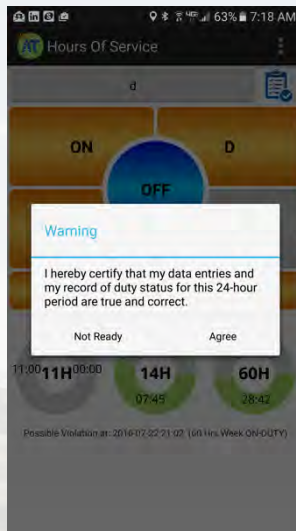 4G 63% 7:18 AM
AT Hours Of Service
d
ON
D
OFF
Warning
I hereby certify that my data entries and
my record of duty status for this 24-hour
period are true and correct.
Not Ready Agree
11:00 11H 00:00 14H 60H
07:45 28:42
Possible Violation at: 2016-07-22 21:02 (60 Hrs Week ON-DUTY)